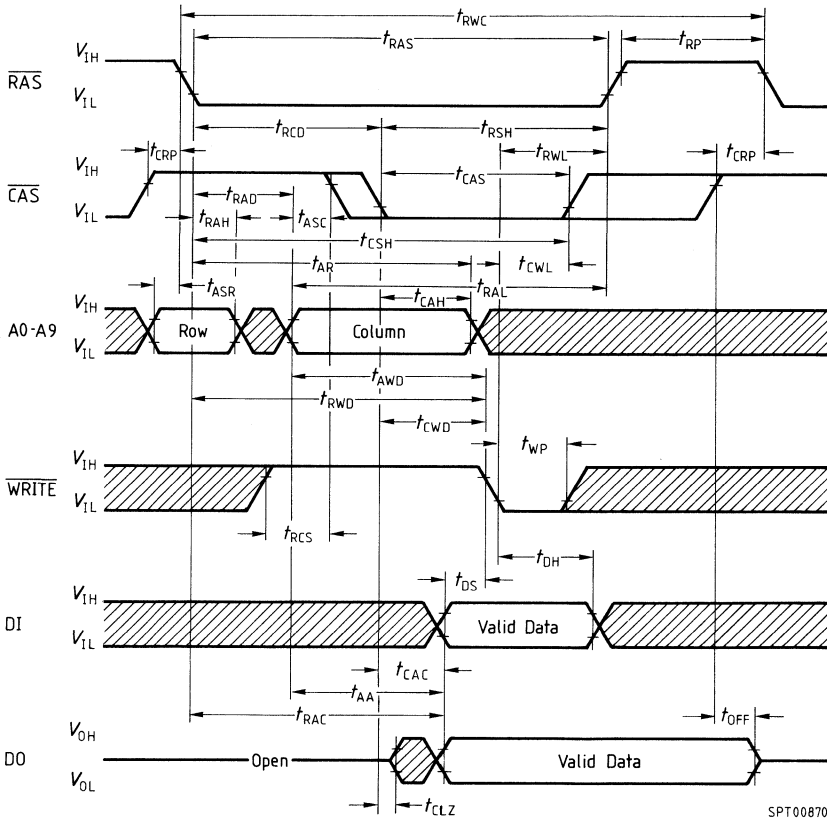 tRWC
tRAS
tRP
VIH
RAS
VIL
tRCD
tRSH
tCRP
tRWL
tCRP
VIH
tCAS
CAS
tRAD
VIL
tRAH
tASC
tCSH
tAR
tCWL
tASR
tCAH
tRAL
VIH
A0-A9
Row
Column
VIL
tAWD
tRWD
tCWD
tWP
VIH
WRITE
VIL
tRCS
tDS
tDH
VIH
DI
Valid Data
VIL
tCAC
tAA
tRAC
tOFF
VOH
DO
Open
Valid Data
VOL
tCLZ
SPT00870